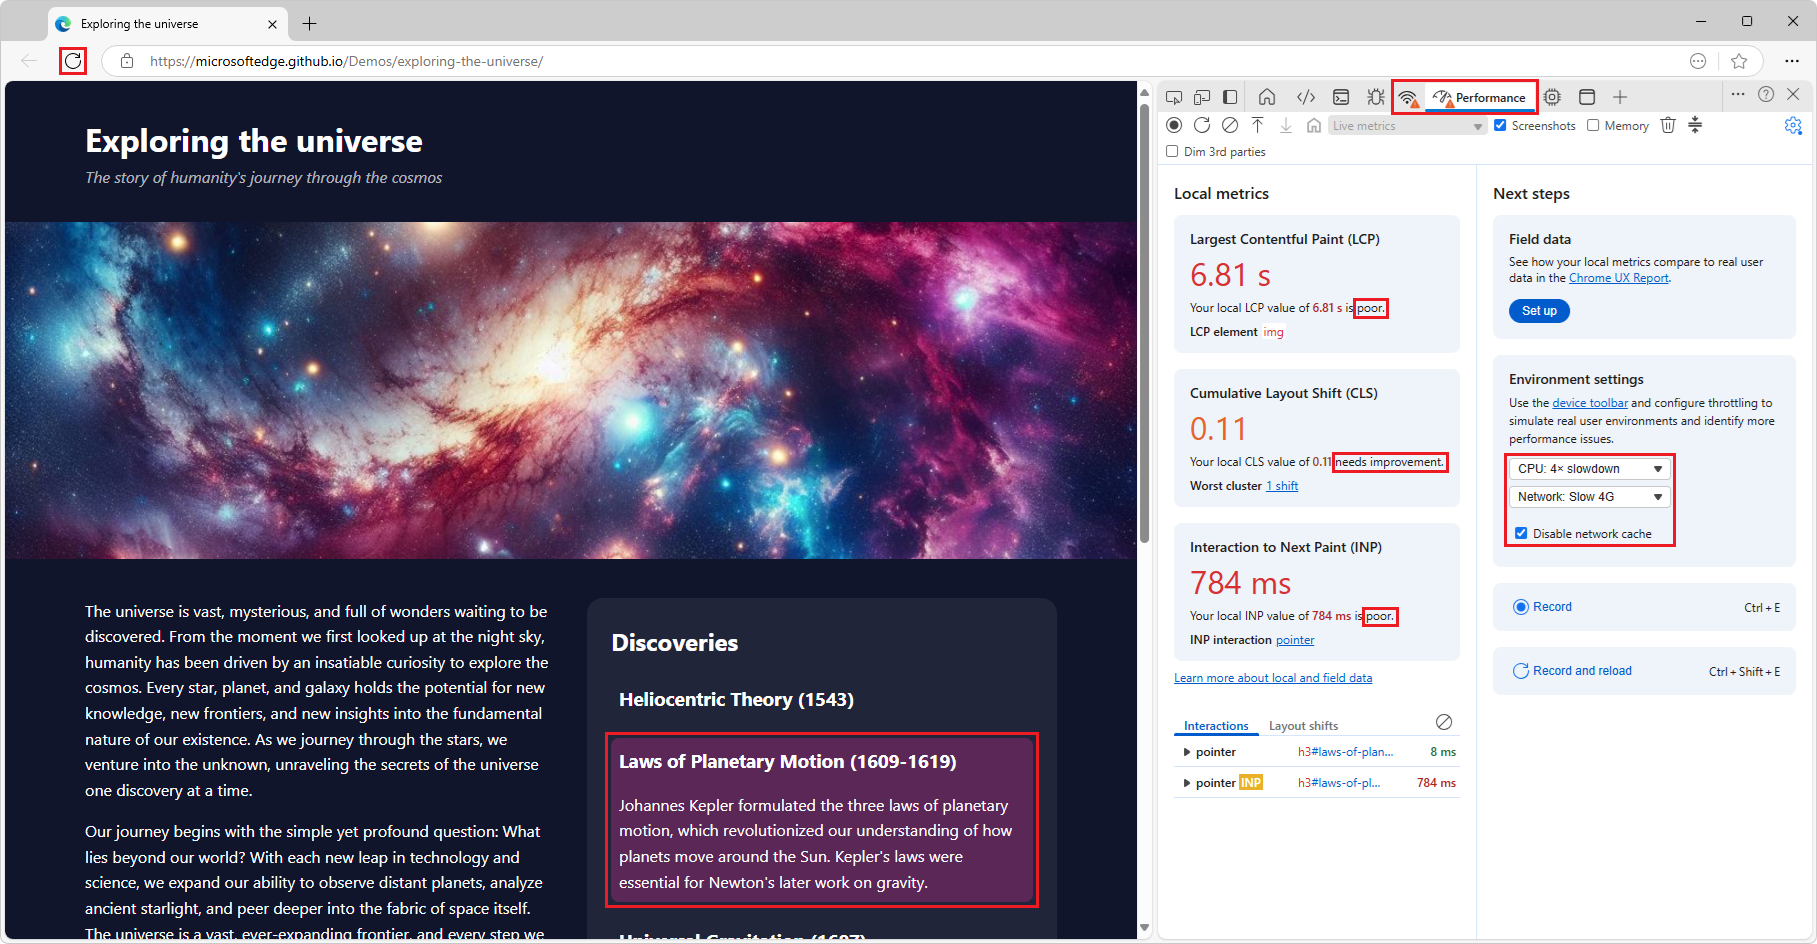 Exploring the universe
https://microsoftedge.github.io/Demos/exploring-the-universe/
Exploring the universe
The story of humanity's journey through the cosmos
The universe is vast, mysterious, and full of wonders waiting to be
discovered. From the moment we first looked up at the night sky,
humanity has been driven by an insatiable curiosity to explore the
cosmos. Every star, planet, and galaxy holds the potential for new
knowledge, new frontiers, and new insights into the fundamental
nature of our existence. As we journey through the stars, we
venture into the unknown, unraveling the secrets of the universe
one discovery at a time.
Our journey begins with the simple yet profound question: What
lies beyond our world? With each new leap in technology and
science, we expand our ability to observe distant planets, analyze
ancient starlight, and peer deeper into the fabric of space itself.
The universe is a vast, ever-expanding frontier, and every step we
Discoveries
Heliocentric Theory (1543)
Laws of Planetary Motion (1609-1619)
Johannes Kepler formulated the three laws of planetary
motion, which revolutionized our understanding of how
planets move around the Sun. Kepler's laws were
essential for Newton's later work on gravity.
Universal Gravitation (1687)
Performance
Live metrics
Screenshots
Memory
Dim 3rd parties
Local metrics
Largest Contentful Paint (LCP)
6.81 s
Your local LCP value of 6.81 s is poor.
LCP element img
Cumulative Layout Shift (CLS)
0.11
Your local CLS value of 0.11 needs improvement.
Worst cluster 1 shift
Interaction to Next Paint (INP)
784 ms
Your local INP value of 784 ms is poor.
INP interaction pointer
Learn more about local and field data
Interactions Layout shifts
pointer h3#laws-of-plan... 8 ms
pointer INP h3#laws-of-pl... 784 ms
Next steps
Field data
See how your local metrics compare to real user
data in the Chrome UX Report.
Set up
Environment settings
Use the device toolbar and configure throttling to
simulate real user environments and identify more
performance issues.
CPU: 4× slowdown
Network: Slow 4G
Disable network cache
Record Ctrl + E
Record and reload Ctrl + Shift + E